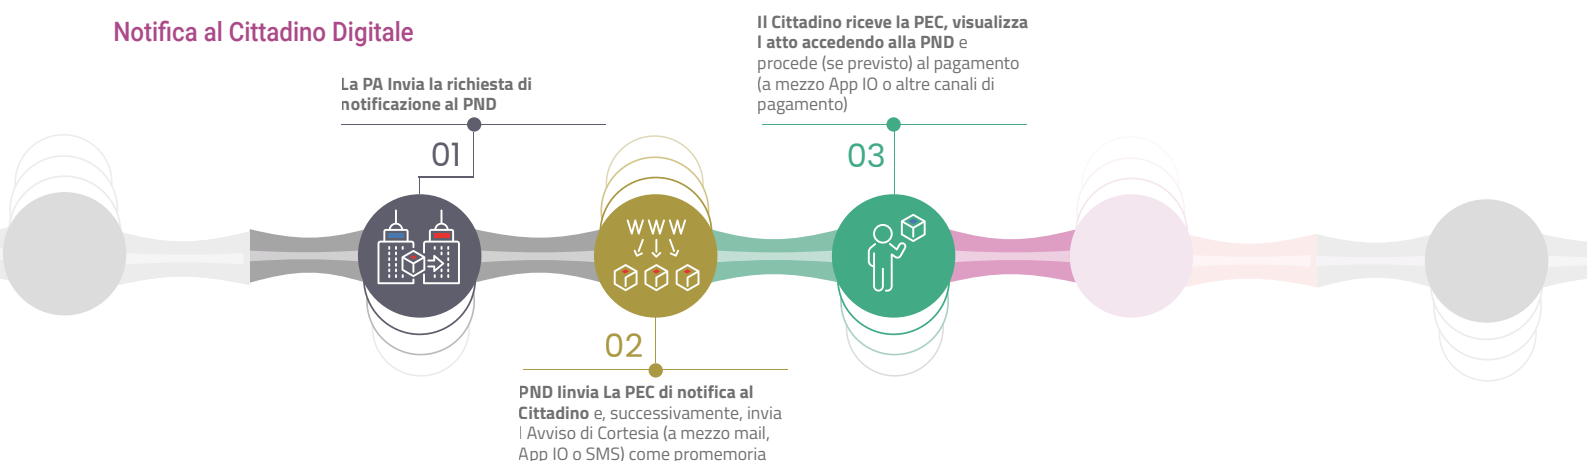 Notifica al Cittadino Digitale
La PA Invia la richiesta di
notificazione al PND
01
02
PND Iinvia La PEC di notifica al
Cittadino e, successivamente, invia
l Avviso di Cortesia (a mezzo mail,
App IO o SMS) come promemoria
Il Cittadino riceve la PEC, visualizza
l atto accedendo alla PND e
procede (se previsto) al pagamento
(a mezzo App IO o altre canali di
pagamento)
03
WWW